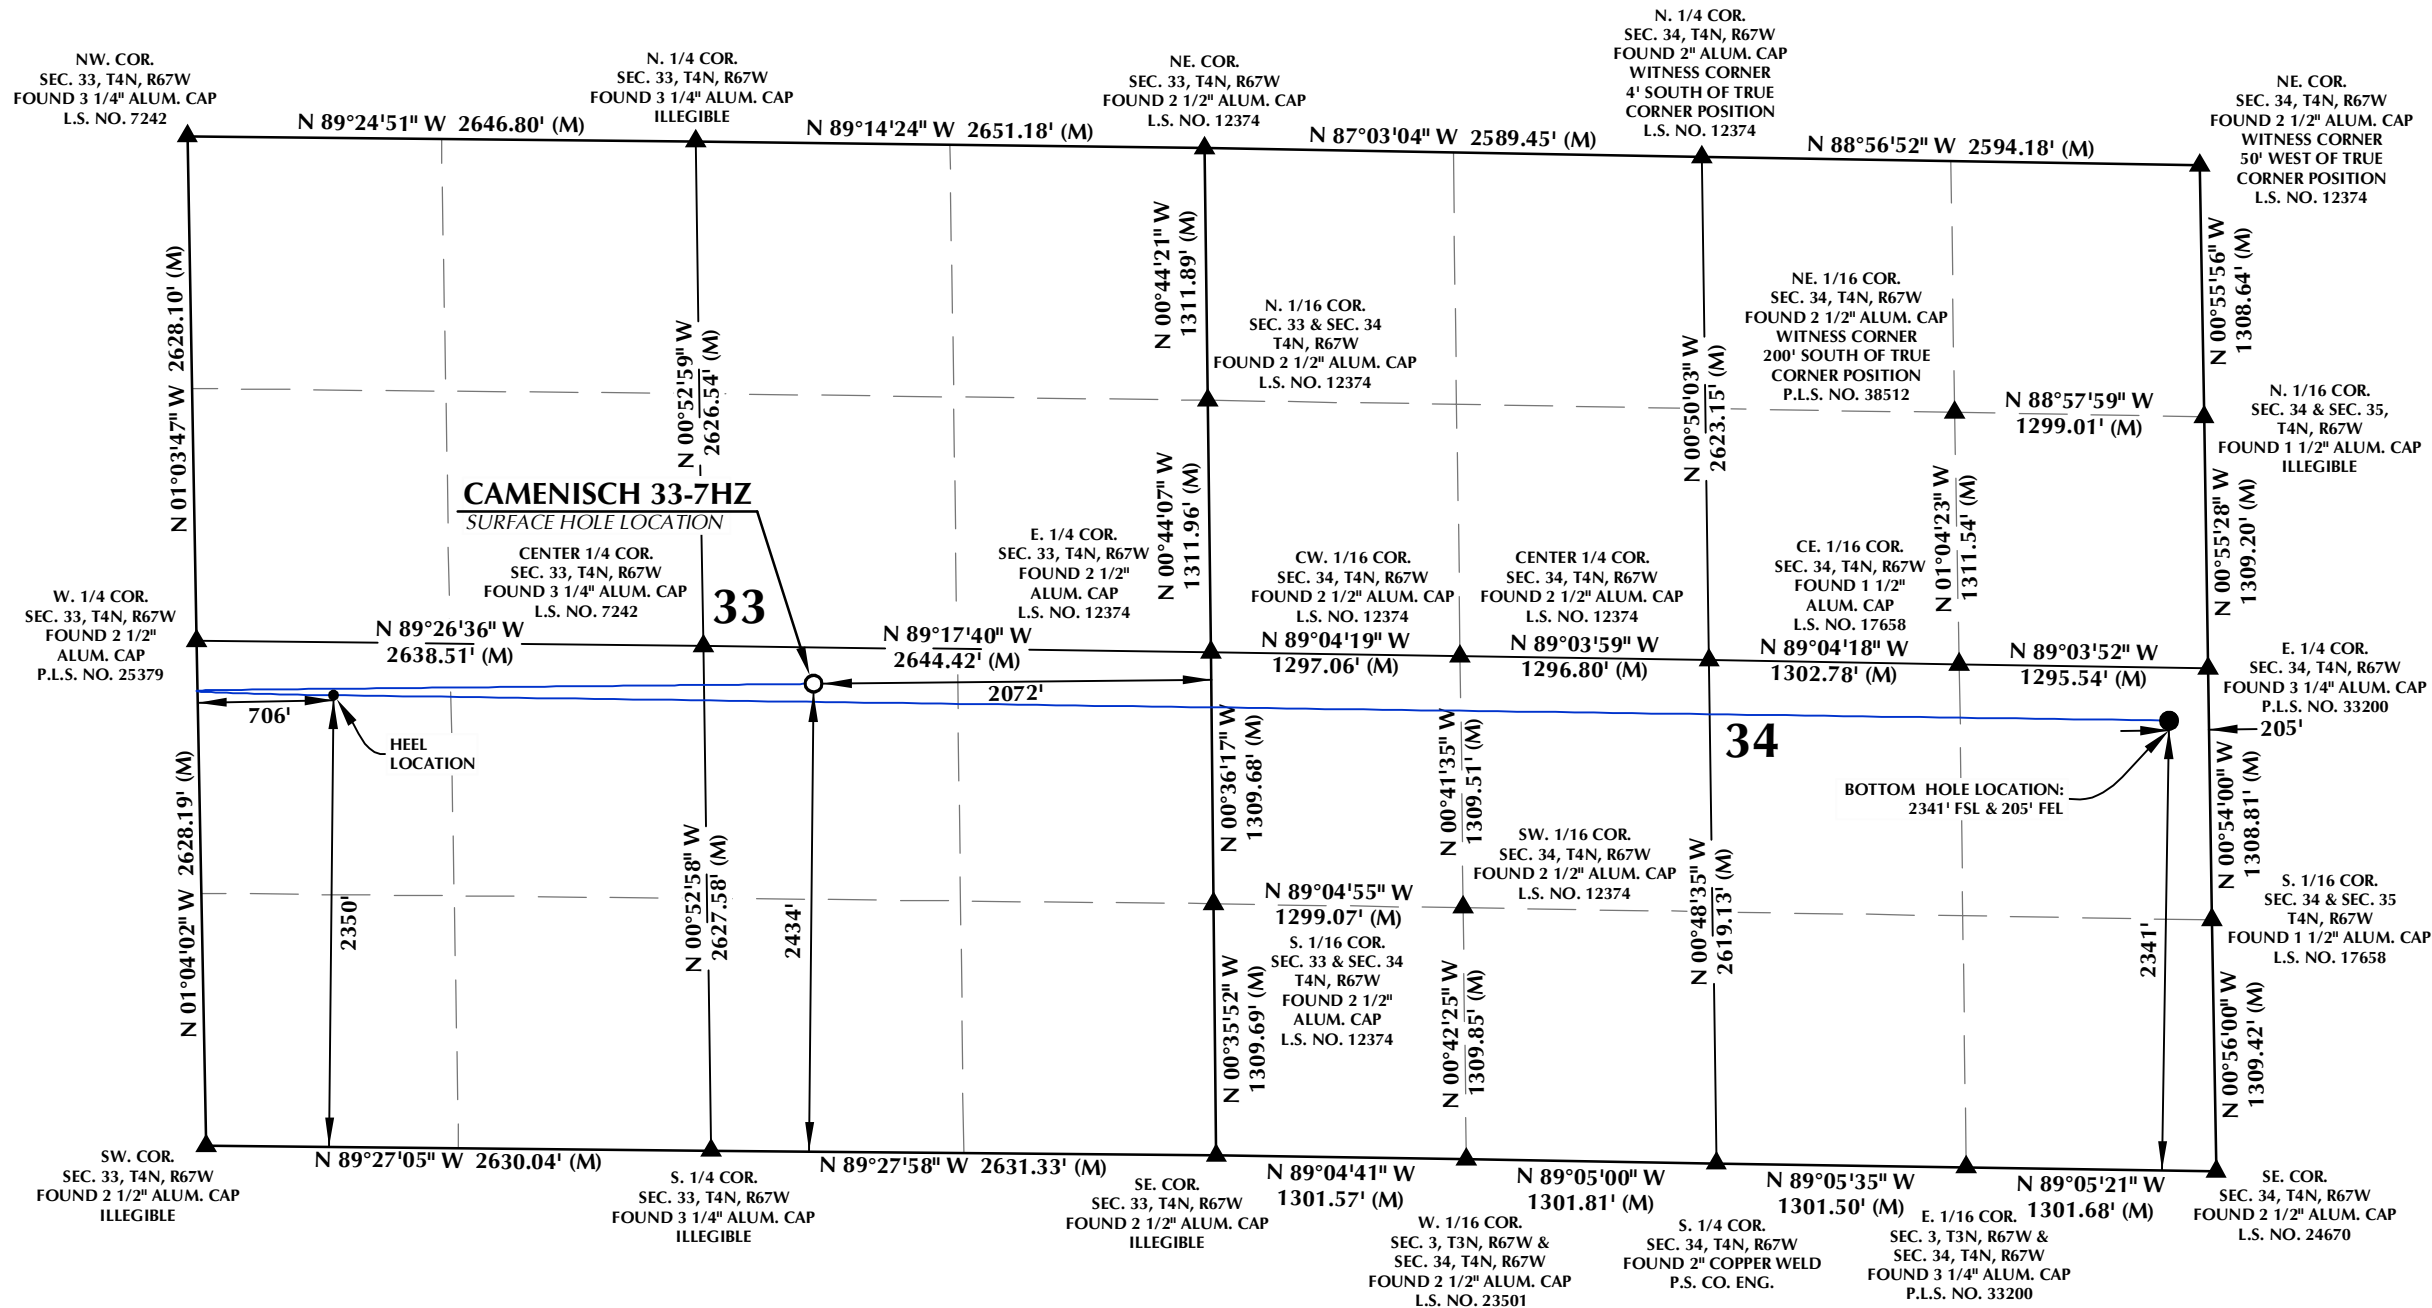 NW. COR.
SEC. 33, T4N, R67W
FOUND 3 1/4" ALUM. CAP
L.S. NO. 7242
N. 1/4 COR.
SEC. 33, T4N, R67W
FOUND 3 1/4" ALUM. CAP
ILLEGIBLE
NE. COR.
SEC. 33, T4N, R67W
FOUND 2 1/2" ALUM. CAP
L.S. NO. 12374
N. 1/4 COR.
SEC. 34, T4N, R67W
FOUND 2" ALUM. CAP
WITNESS CORNER
4' SOUTH OF TRUE
CORNER POSITION
L.S. NO. 12374
NE. COR.
SEC. 34, T4N, R67W
FOUND 2 1/2" ALUM. CAP
WITNESS CORNER
50' WEST OF TRUE
CORNER POSITION
L.S. NO. 12374
N 89°24'51" W 2646.80' (M)
N 89°14'24" W 2651.18' (M)
N 87°03'04" W 2589.45' (M)
N 88°56'52" W 2594.18' (M)
N 01°03'47" W 2628.10' (M)
N 00°52'59" W
2626.54' (M)
N 00°44'21" W
1311.89' (M)
N. 1/16 COR.
SEC. 33 & SEC. 34
T4N, R67W
FOUND 2 1/2" ALUM. CAP
L.S. NO. 12374
N 00°50'03" W
2623.15' (M)
NE. 1/16 COR.
SEC. 34, T4N, R67W
FOUND 2 1/2" ALUM. CAP
WITNESS CORNER
200' SOUTH OF TRUE
CORNER POSITION
P.L.S. NO. 38512
N 00°55'56" W
1308.64' (M)
N 88°57'59" W
1299.01' (M)
N. 1/16 COR.
SEC. 34 & SEC. 35,
T4N, R67W
FOUND 1 1/2" ALUM. CAP
ILLEGIBLE
CAMENISCH 33-7HZ
SURFACE HOLE LOCATION
N 00°44'07" W
1311.96' (M)
N 01°04'23" W
1311.54' (M)
N 00°55'28" W
1309.20' (M)
W. 1/4 COR.
SEC. 33, T4N, R67W
FOUND 2 1/2"
ALUM. CAP
P.L.S. NO. 25379
CENTER 1/4 COR.
SEC. 33, T4N, R67W
FOUND 3 1/4" ALUM. CAP
L.S. NO. 7242
33
E. 1/4 COR.
SEC. 33, T4N, R67W
FOUND 2 1/2"
ALUM. CAP
L.S. NO. 12374
CW. 1/16 COR.
SEC. 34, T4N, R67W
FOUND 2 1/2" ALUM. CAP
L.S. NO. 12374
CENTER 1/4 COR.
SEC. 34, T4N, R67W
FOUND 2 1/2" ALUM. CAP
L.S. NO. 12374
CE. 1/16 COR.
SEC. 34, T4N, R67W
FOUND 1 1/2"
ALUM. CAP
L.S. NO. 17658
E. 1/4 COR.
SEC. 34, T4N, R67W
FOUND 3 1/4" ALUM. CAP
P.L.S. NO. 33200
N 89°26'36" W
2638.51' (M)
N 89°17'40" W
2644.42' (M)
N 89°04'19" W
1297.06' (M)
N 89°03'59" W
1296.80' (M)
N 89°04'18" W
1302.78' (M)
N 89°03'52" W
1295.54' (M)
706'
2072'
205'
HEEL
LOCATION
34
BOTTOM HOLE LOCATION:
2341' FSL & 205' FEL
N 01°04'02" W 2628.19' (M)
2350'
N 00°52'58" W
2627.58' (M)
2434'
N 00°36'17" W
1309.68' (M)
N 00°41'35" W
1309.51' (M)
SW. 1/16 COR.
SEC. 34, T4N, R67W
FOUND 2 1/2" ALUM. CAP
L.S. NO. 12374
N 00°48'35" W
2619.13' (M)
N 00°54'00" W
1308.81' (M)
N 89°04'55" W
1299.07' (M)
S. 1/16 COR.
SEC. 33 & SEC. 34
T4N, R67W
FOUND 2 1/2"
ALUM. CAP
L.S. NO. 12374
S. 1/16 COR.
SEC. 34 & SEC. 35
T4N, R67W
FOUND 1 1/2" ALUM. CAP
L.S. NO. 17658
2341'
N 00°35'52" W
1309.69' (M)
N 00°42'25" W
1309.85' (M)
N 00°56'00" W
1309.42' (M)
SW. COR.
SEC. 33, T4N, R67W
FOUND 2 1/2" ALUM. CAP
ILLEGIBLE
N 89°27'05" W 2630.04' (M)
S. 1/4 COR.
SEC. 33, T4N, R67W
FOUND 3 1/4" ALUM. CAP
ILLEGIBLE
N 89°27'58" W 2631.33' (M)
SE. COR.
SEC. 33, T4N, R67W
FOUND 2 1/2" ALUM. CAP
ILLEGIBLE
N 89°04'41" W
1301.57' (M)
W. 1/16 COR.
SEC. 3, T3N, R67W &
SEC. 34, T4N, R67W
FOUND 2 1/2" ALUM. CAP
L.S. NO. 23501
N 89°05'00" W
1301.81' (M)
S. 1/4 COR.
SEC. 34, T4N, R67W
FOUND 2" COPPER WELD
P.S. CO. ENG.
N 89°05'35" W
1301.50' (M)
E. 1/16 COR.
SEC. 3, T3N, R67W &
SEC. 34, T4N, R67W
FOUND 3 1/4" ALUM. CAP
P.L.S. NO. 33200
N 89°05'21" W
1301.68' (M)
SE. COR.
SEC. 34, T4N, R67W
FOUND 2 1/2" ALUM. CAP
L.S. NO. 24670